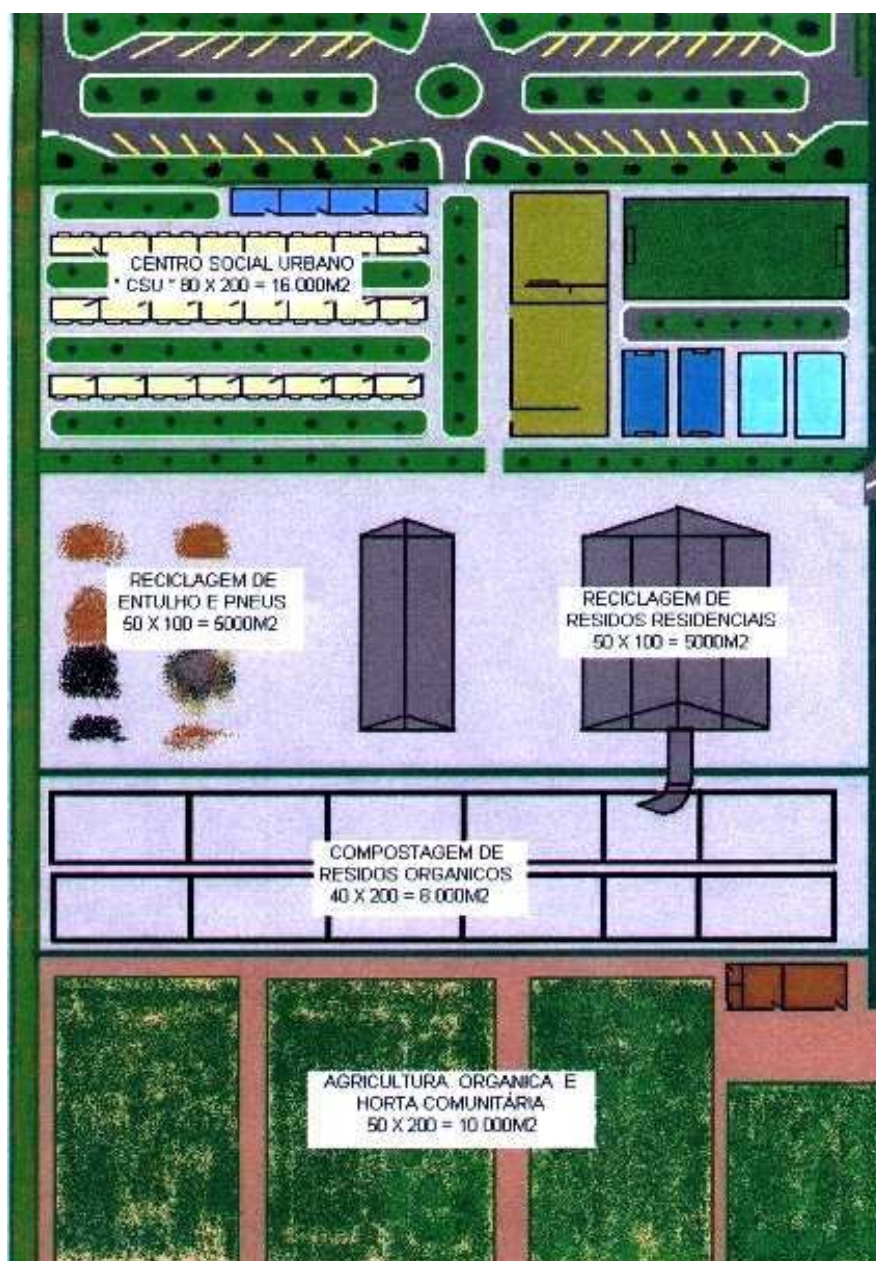 CENTRO SOCIAL URBANO
" CSU " 80 X 200 = 16.000M2
RECICLAGEM DE
ENTULHO E PNEUS
50 X 100 = 5000M2
RECICLAGEM DE
RESIDOS RESIDENCIAIS
50 X 100 = 5000M2
COMPOSTAGEM DE
RESIDOS ORGANICOS
40 X 200 = 8.000M2
AGRICULTURA ORGANICA E
HORTA COMUNITÁRIA
50 X 200 = 10.000M2